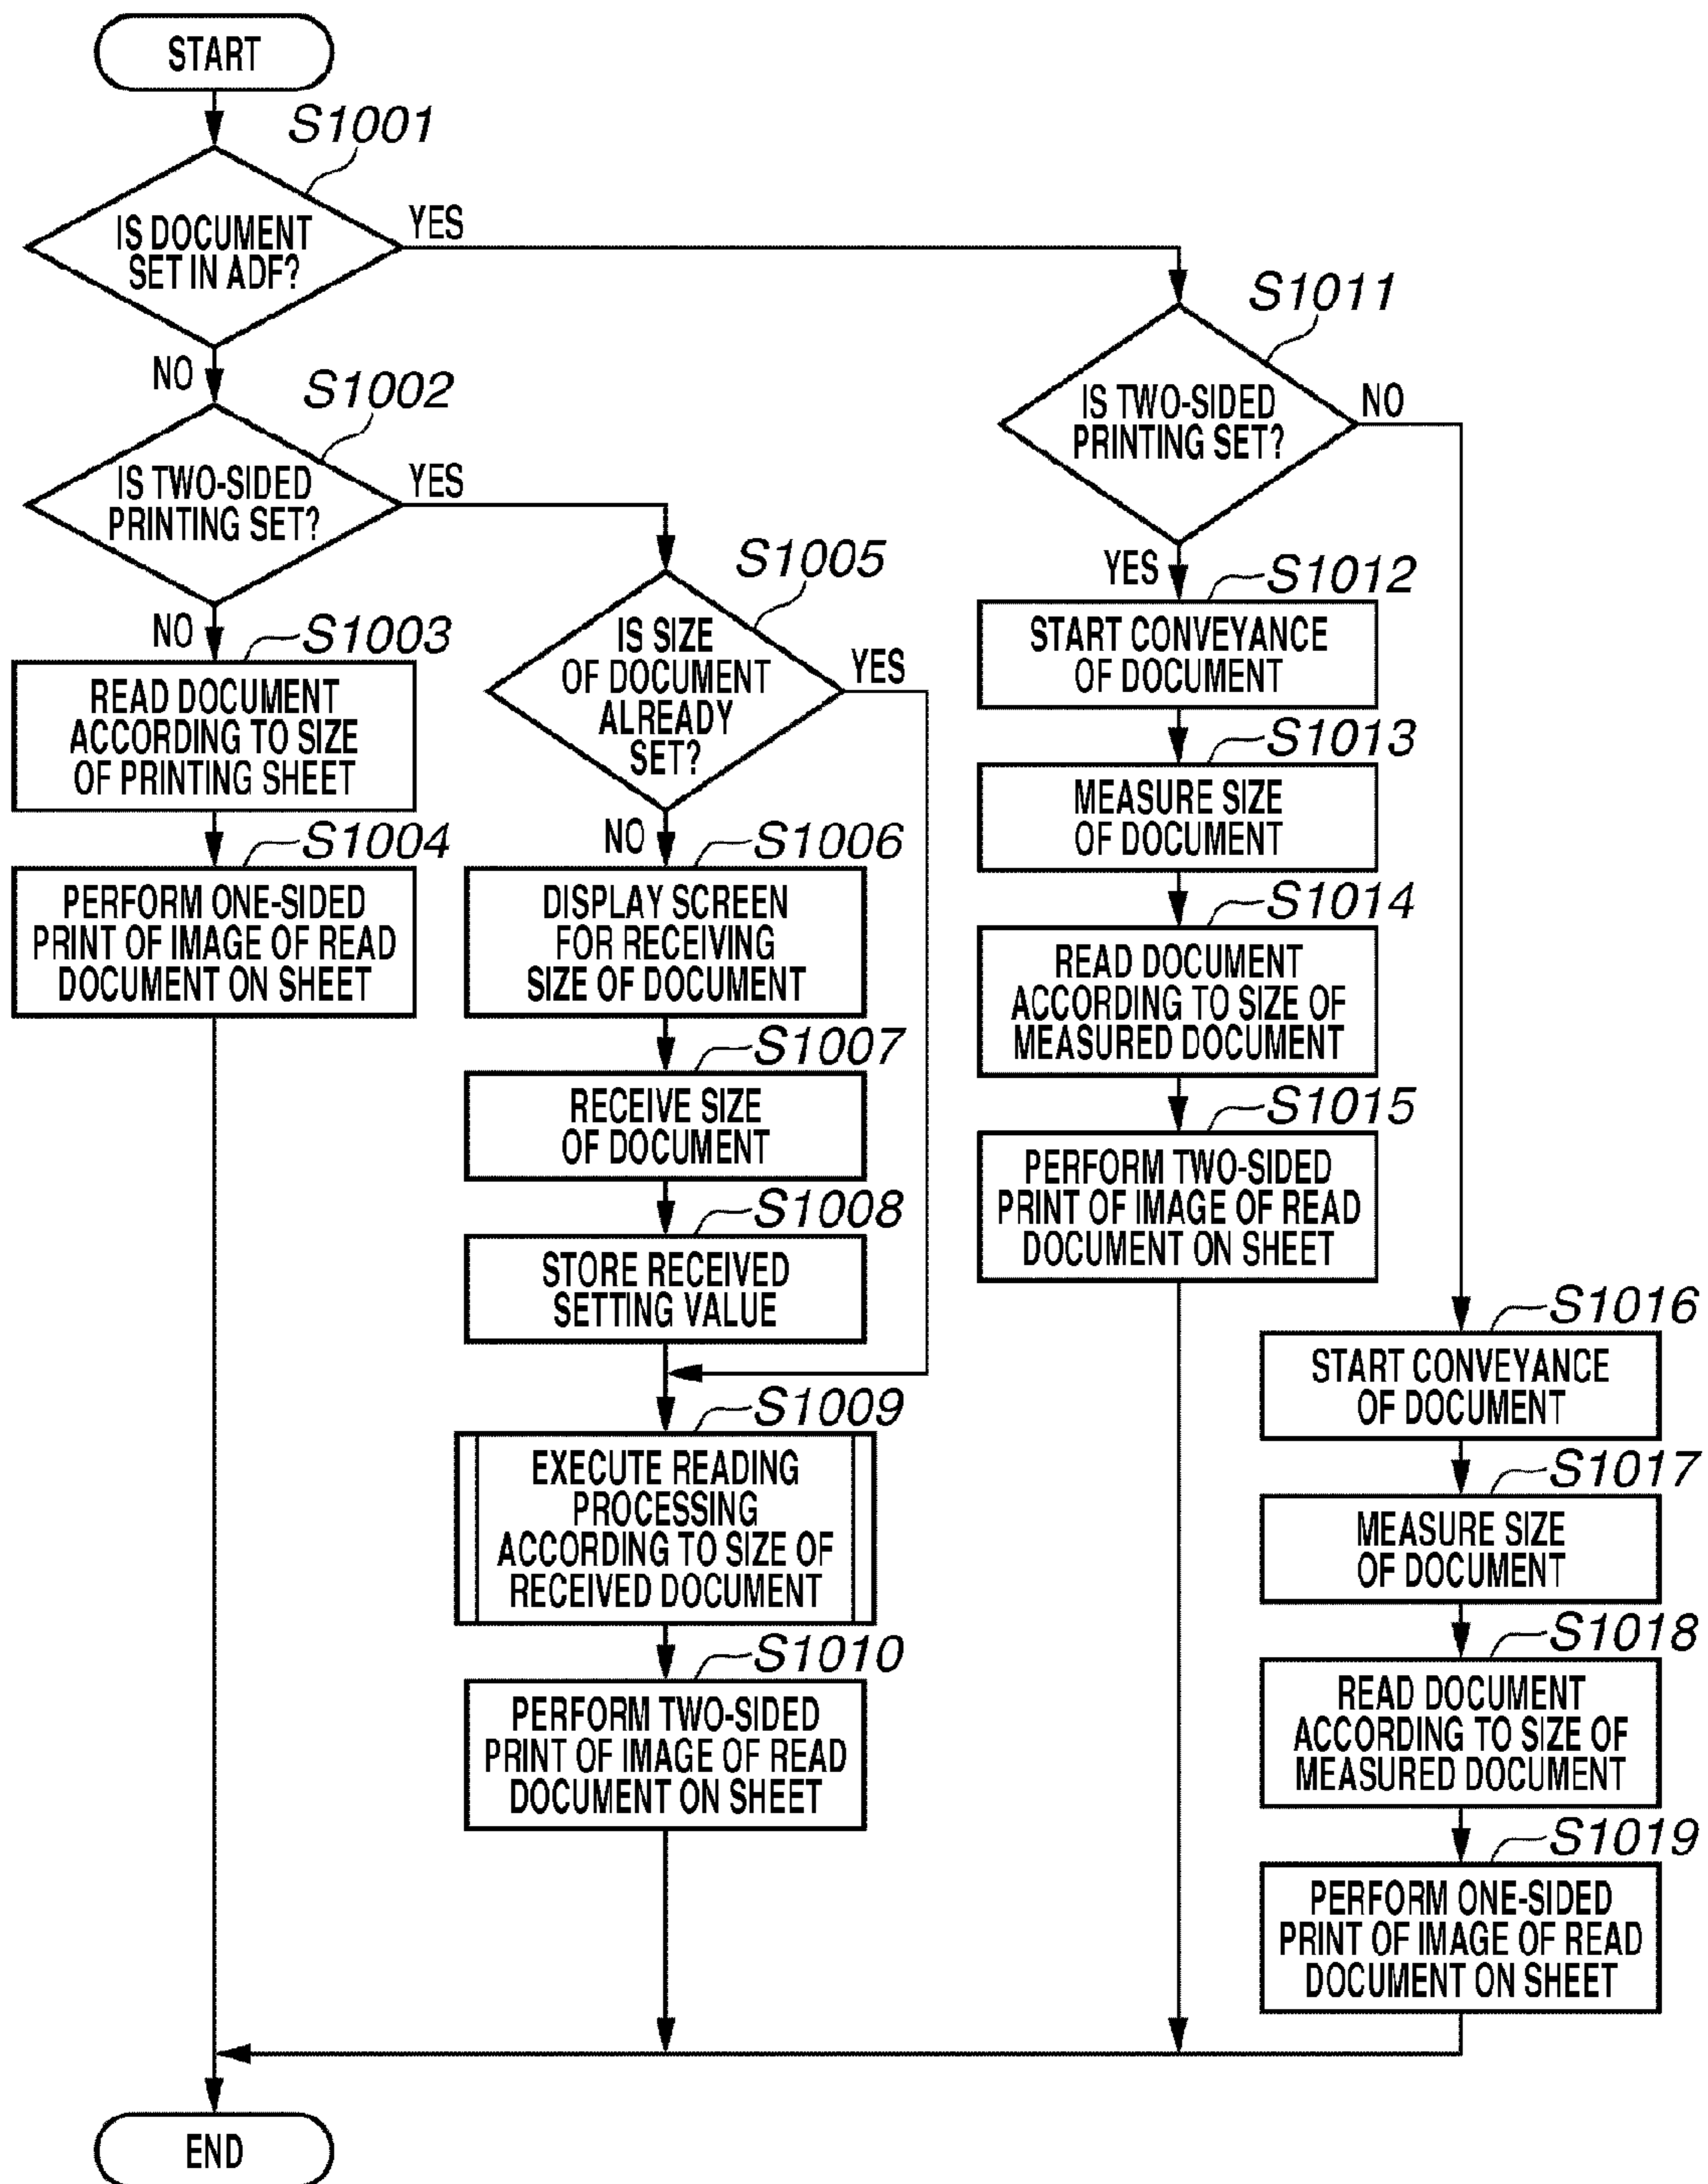 START
S1001
IS DOCUMENT
SET IN ADF?
YES
NO
S1002
IS TWO-SIDED
PRINTING SET?
YES
NO
S1003
READ DOCUMENT
ACCORDING TO SIZE
OF PRINTING SHEET
S1004
PERFORM ONE-SIDED
PRINT OF IMAGE OF READ
DOCUMENT ON SHEET
S1005
IS SIZE
OF DOCUMENT
ALREADY
SET?
YES
NO
S1006
DISPLAY SCREEN
FOR RECEIVING
SIZE OF DOCUMENT
S1007
RECEIVE SIZE
OF DOCUMENT
S1008
STORE RECEIVED
SETTING VALUE
S1009
EXECUTE READING
PROCESSING
ACCORDING TO SIZE OF
RECEIVED DOCUMENT
S1010
PERFORM TWO-SIDED
PRINT OF IMAGE OF READ
DOCUMENT ON SHEET
S1011
IS TWO-SIDED
PRINTING SET?
NO
YES
S1012
START CONVEYANCE
OF DOCUMENT
S1013
MEASURE SIZE
OF DOCUMENT
S1014
READ DOCUMENT
ACCORDING TO SIZE OF
MEASURED DOCUMENT
S1015
PERFORM TWO-SIDED
PRINT OF IMAGE OF READ
DOCUMENT ON SHEET
S1016
START CONVEYANCE
OF DOCUMENT
S1017
MEASURE SIZE
OF DOCUMENT
S1018
READ DOCUMENT
ACCORDING TO SIZE OF
MEASURED DOCUMENT
S1019
PERFORM ONE-SIDED
PRINT OF IMAGE OF READ
DOCUMENT ON SHEET
END